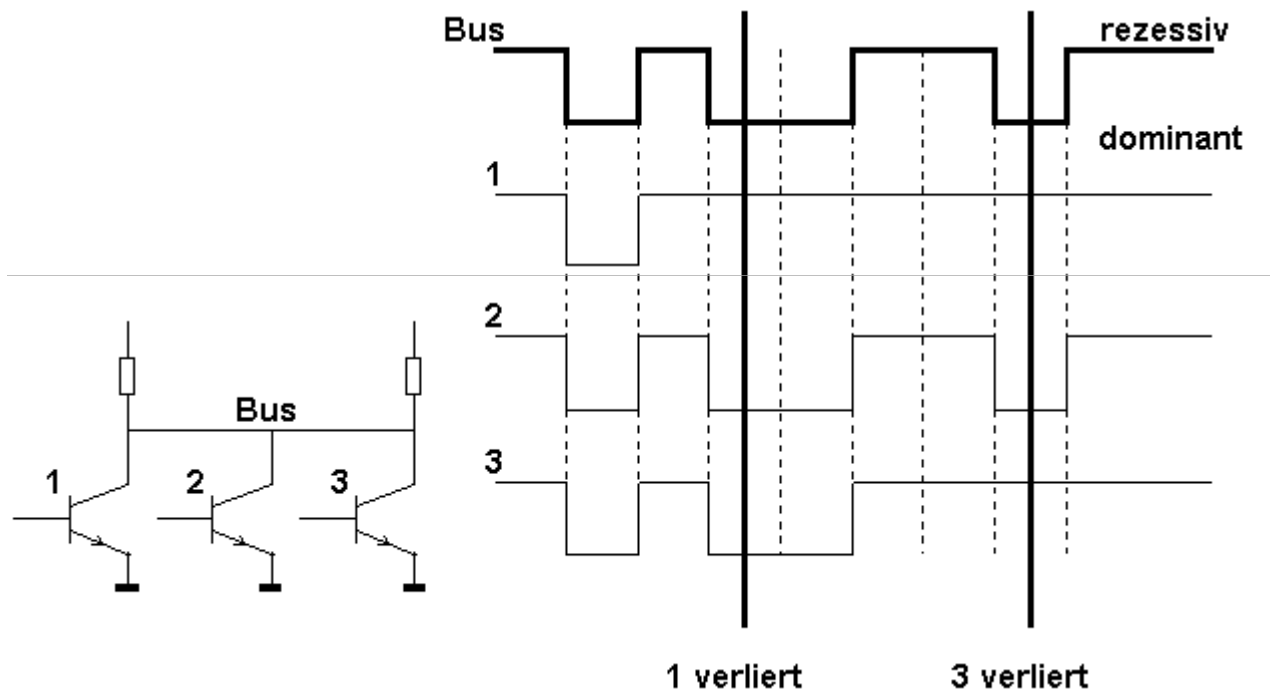 Bus
rezessiv
dominant
1
2
3
Bus
1
2
3
1 verliert
3 verliert